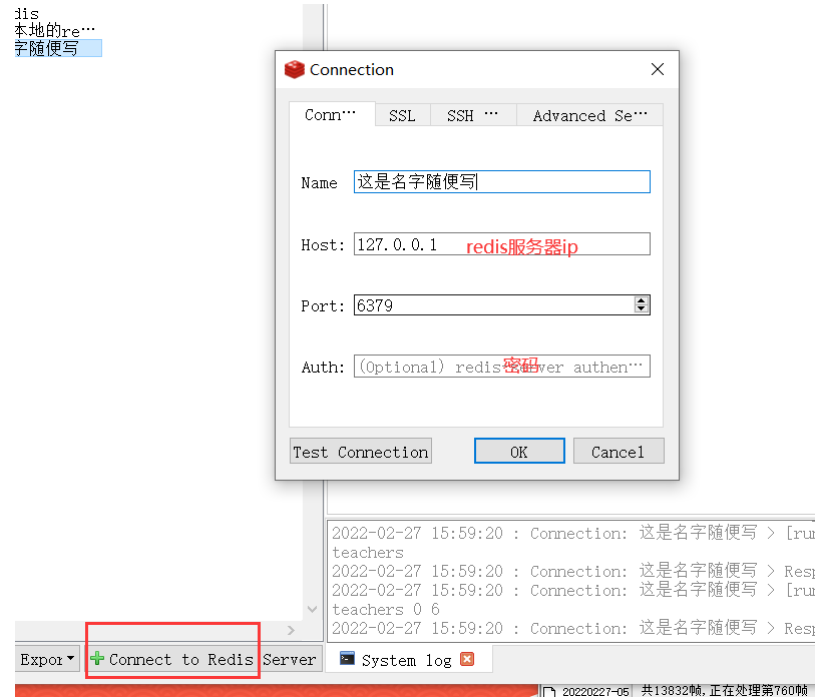 dis
本地的re…
字随便写
Connection
Conn… SSL SSH … Advanced Se…
Name 这是名字随便写
Host: 127.0.0.1 redis服务器ip
Port: 6379
Auth: (Optional) redis-server authen…
密码
Test Connection OK Cancel
2022-02-27 15:59:20 : Connection: 这是名字随便写 > [run
teachers
2022-02-27 15:59:20 : Connection: 这是名字随便写 > Resp
2022-02-27 15:59:20 : Connection: 这是名字随便写 > [run
teachers 0 6
2022-02-27 15:59:20 : Connection: 这是名字随便写 > Resp
Expor Connect to Redis Server System log
20220227-05 共13832帧,正在处理第760帧